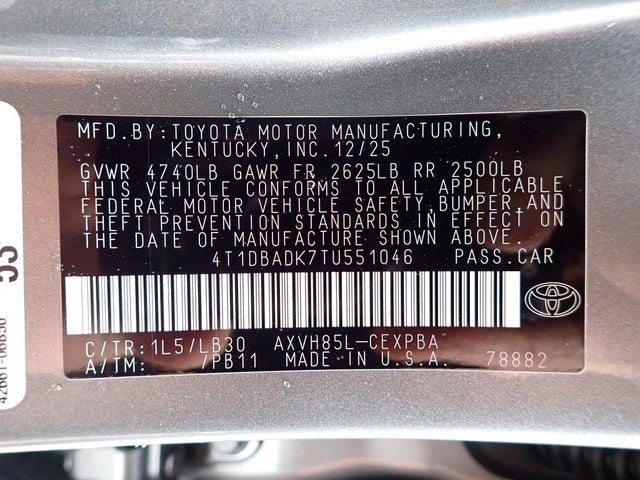 MFD.BY:TOYOTA MOTOR MANUFACTURING,
KENTUCKY,INC.12/25
GVWR 4740LB GAWR FR 2625LB RR 2500LB
THIS VEHICLE CONFORMS TO ALL APPLICABLE
FEDERAL MOTOR VEHICLE SAFETY,BUMPER,AND
THEFT PREVENTION STANDARDS IN EFFECT ON
THE DATE OF MANUFACTURE SHOWN ABOVE.
4T1DBADK7TU551046 PASS.CAR
C/TR:1L5/LB30 AXVH85L-CEXPBA
A/TM: /PB11 MADE IN U.S.A. 78882
53